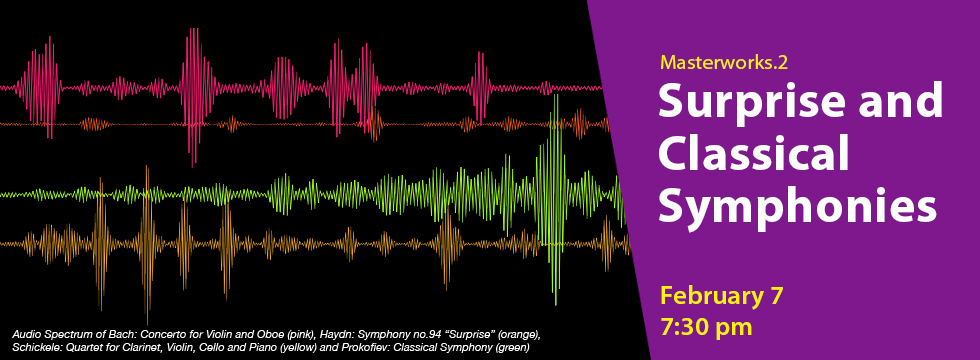 Masterworks.2
Surprise and
Classical
Symphonies
February 7
7:30 pm
Audio Spectrum of Bach: Concerto for Violin and Oboe (pink), Haydn: Symphony no.94 “Surprise” (orange),
Schickele: Quartet for Clarinet, Violin, Cello and Piano (yellow) and Prokofiev: Classical Symphony (green)